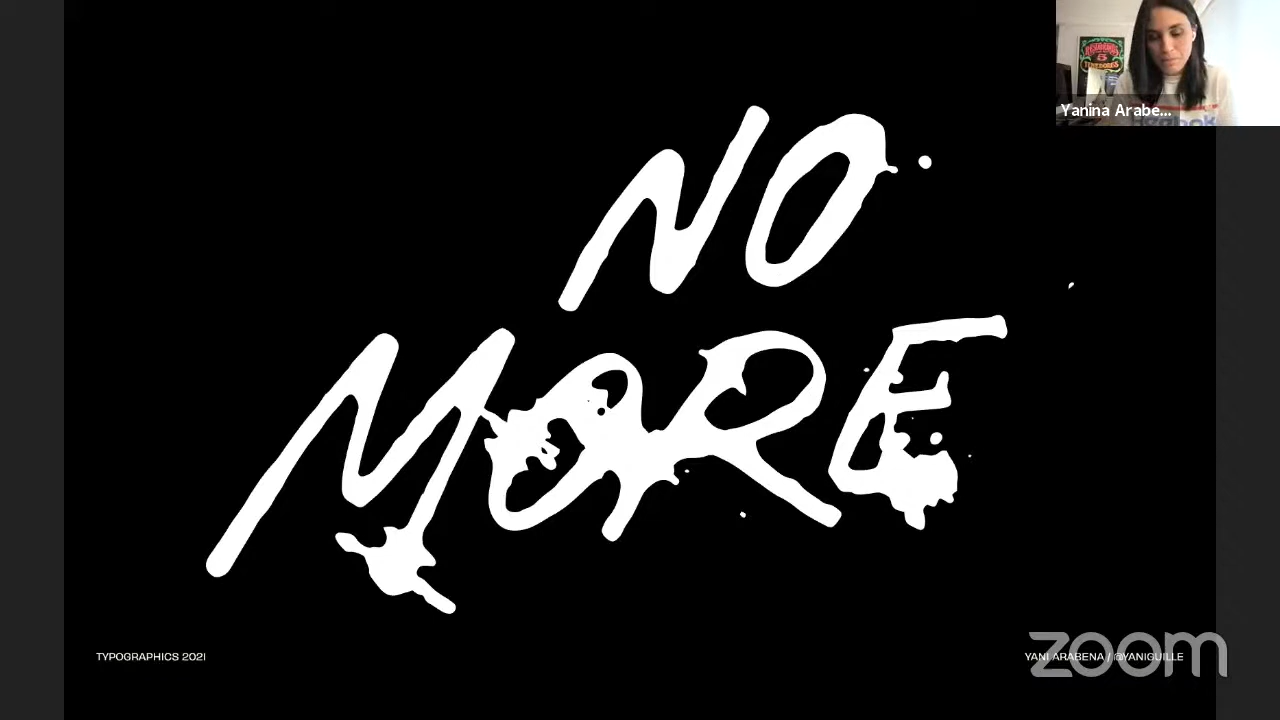 NO
MORE
Yanina Arabe...
TYPOGRAPHICS 2021
YANI ARABENA / @YANIGUILLE
zoom